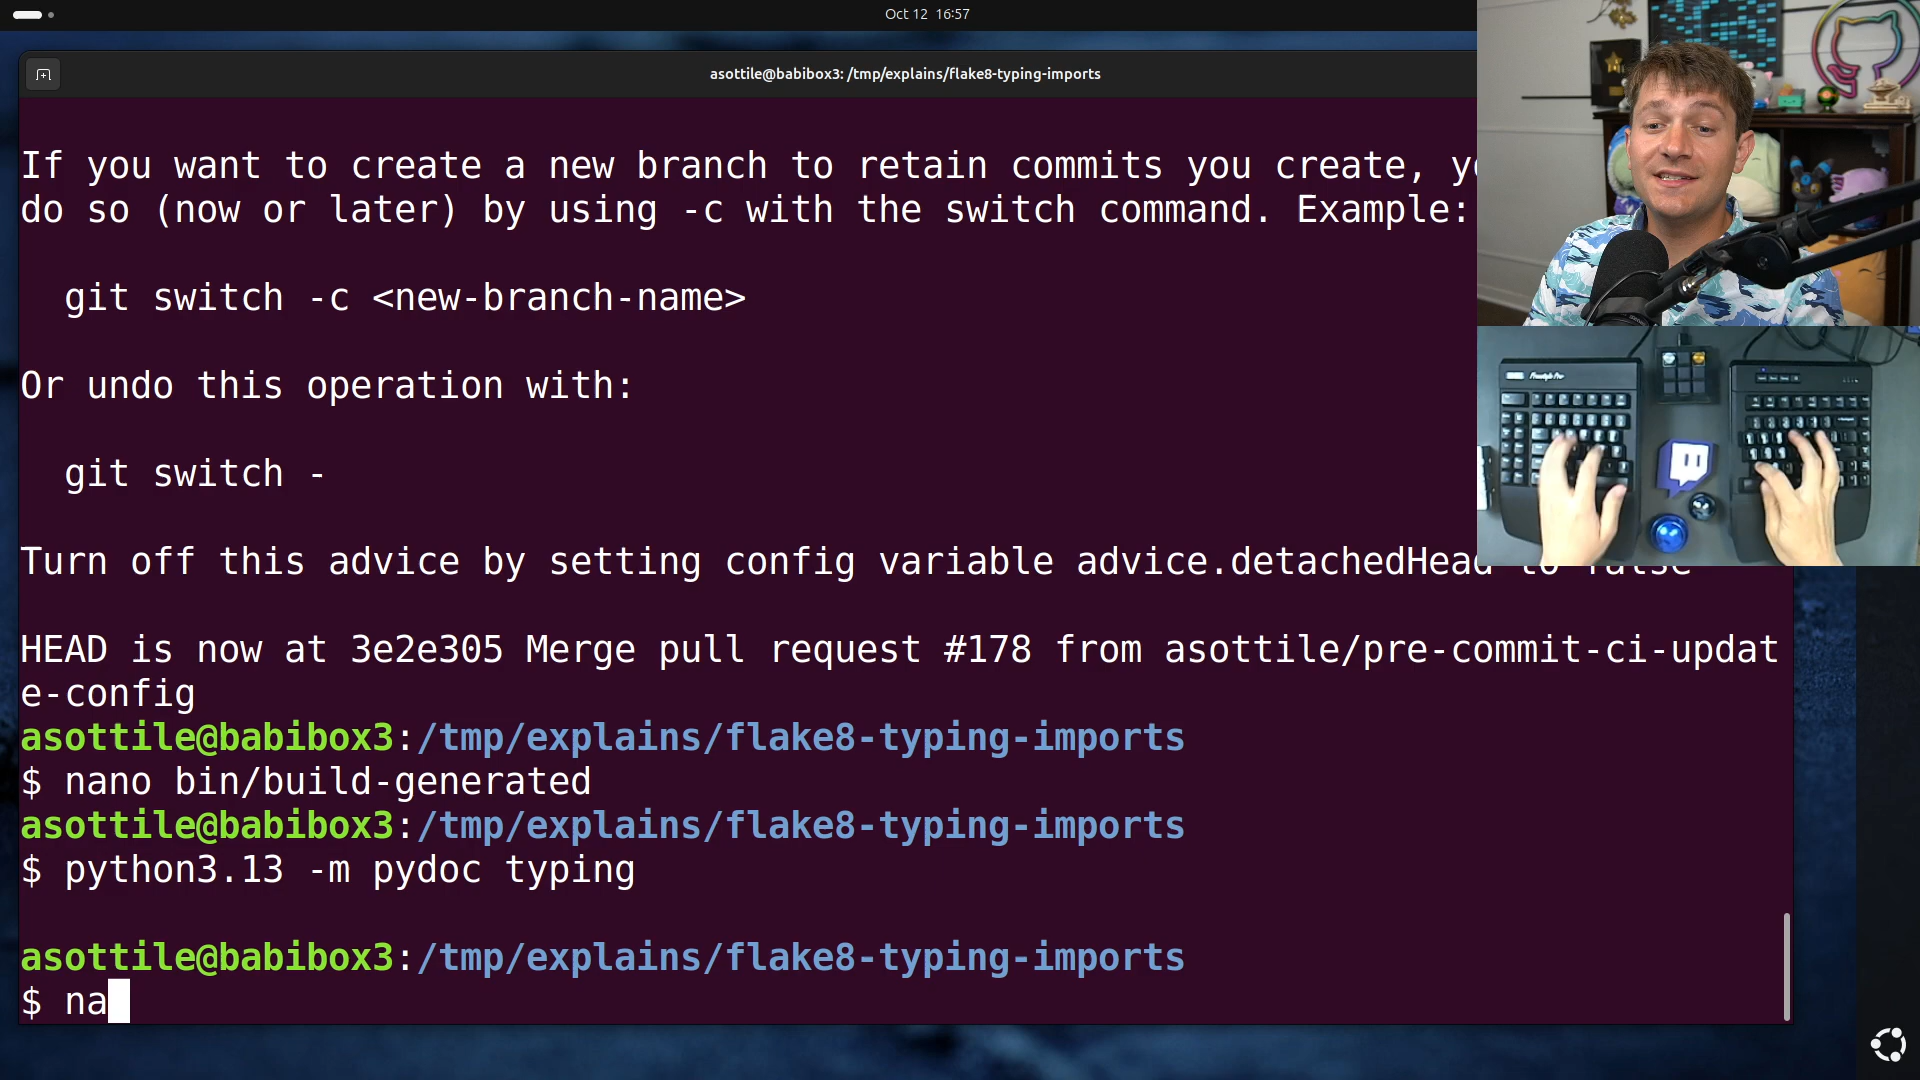 Oct 12 16:57
asottile@babibox3: /tmp/explains/flake8-typing-imports
If you want to create a new branch to retain commits you create,
do so (now or later) by using -c with the switch command. Example:
git switch -c <new-branch-name>
Or undo this operation with:
git switch -
Turn off this advice by setting config variable advice.detachedHead to false
HEAD is now at 3e2e305 Merge pull request #178 from asottile/pre-commit-ci-updat
e-config
asottile@babibox3:/tmp/explains/flake8-typing-imports
$ nano bin/build-generated
asottile@babibox3:/tmp/explains/flake8-typing-imports
$ python3.13 -m pydoc typing
asottile@babibox3:/tmp/explains/flake8-typing-imports
$ na